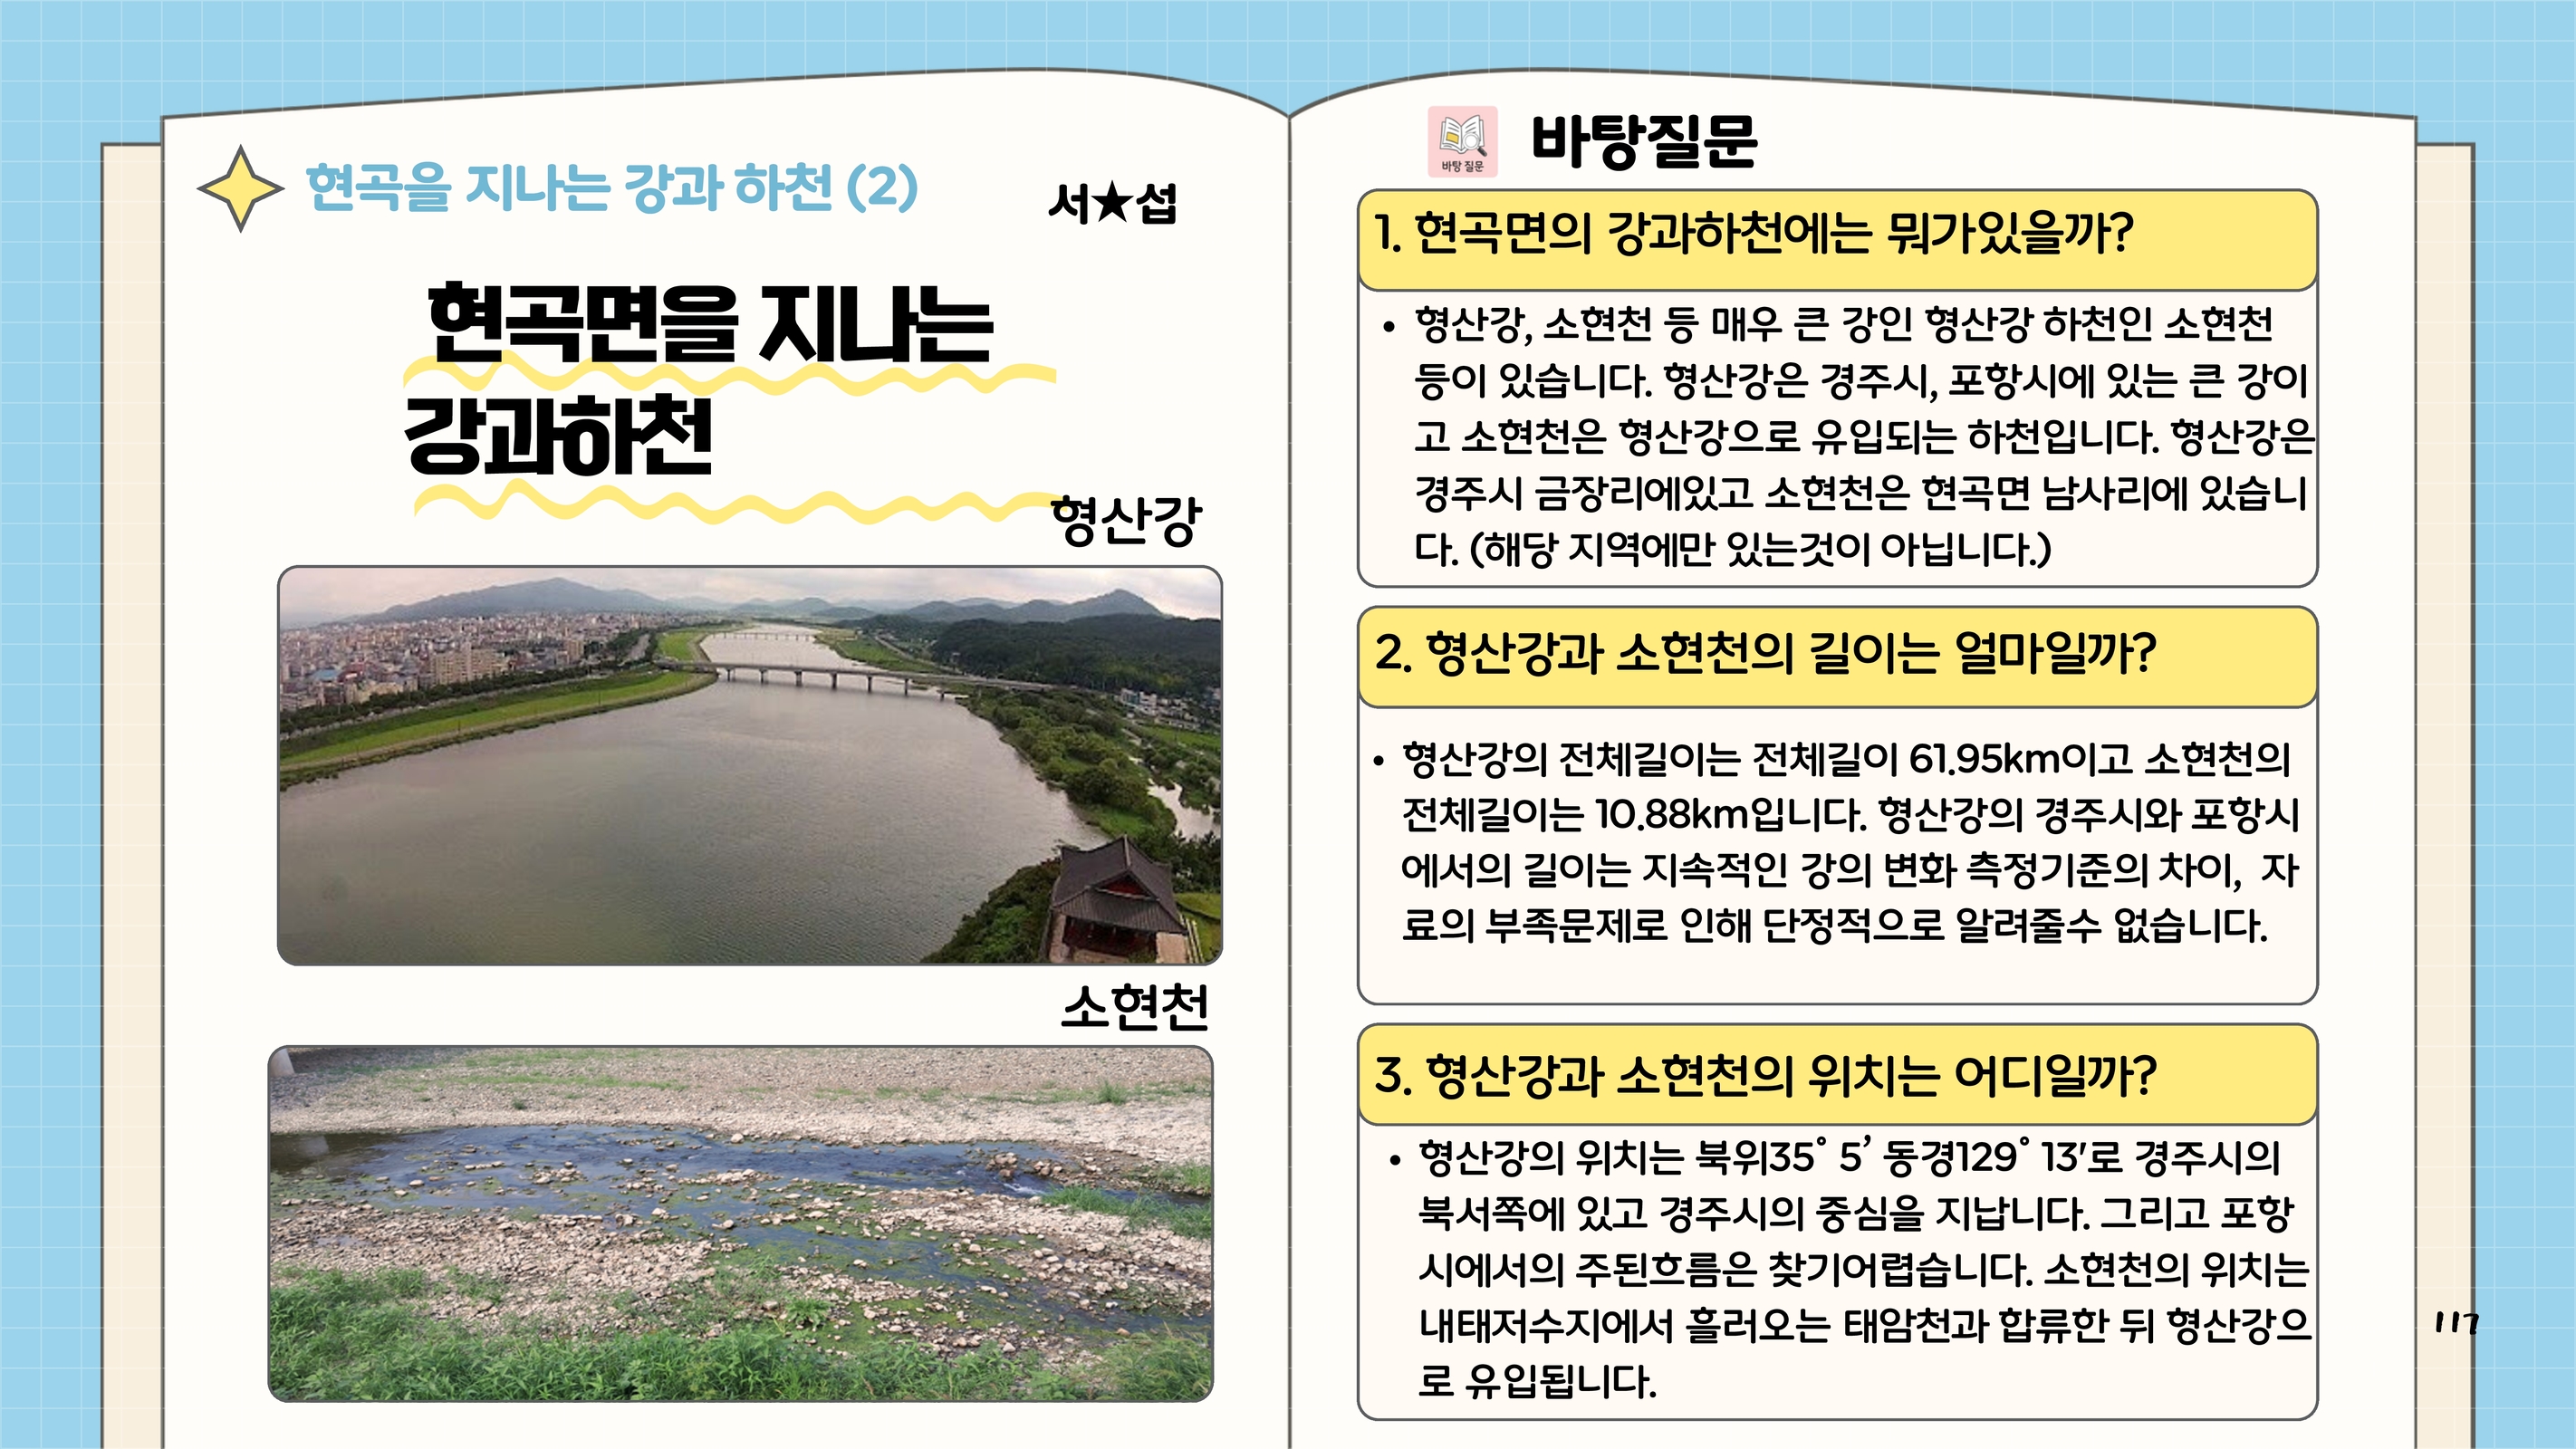 현곡을 지나는 강과 하천 (2)
서★섭
현곡면을 지나는
강과하천
형산강
소현천
바탕 질문
바탕질문
1. 현곡면의 강과하천에는 뭐가있을까?
• 형산강, 소현천 등 매우 큰 강인 형산강 하천인 소현천
등이 있습니다. 형산강은 경주시, 포항시에 있는 큰 강이
고 소현천은 형산강으로 유입되는 하천입니다. 형산강은
경주시 금장리에있고 소현천은 현곡면 남사리에 있습니
다. (해당 지역에만 있는것이 아닙니다.)
2. 형산강과 소현천의 길이는 얼마일까?
• 형산강의 전체길이는 전체길이 61.95km이고 소현천의
전체길이는 10.88km입니다. 형산강의 경주시와 포항시
에서의 길이는 지속적인 강의 변화 측정기준의 차이, 자
료의 부족문제로 인해 단정적으로 알려줄수 없습니다.
3. 형산강과 소현천의 위치는 어디일까?
• 형산강의 위치는 북위35˚ 5’ 동경129˚ 13′로 경주시의
북서쪽에 있고 경주시의 중심을 지납니다. 그리고 포항
시에서의 주된흐름은 찾기어렵습니다. 소현천의 위치는
내태저수지에서 흘러오는 태암천과 합류한 뒤 형산강으
로 유입됩니다.
117